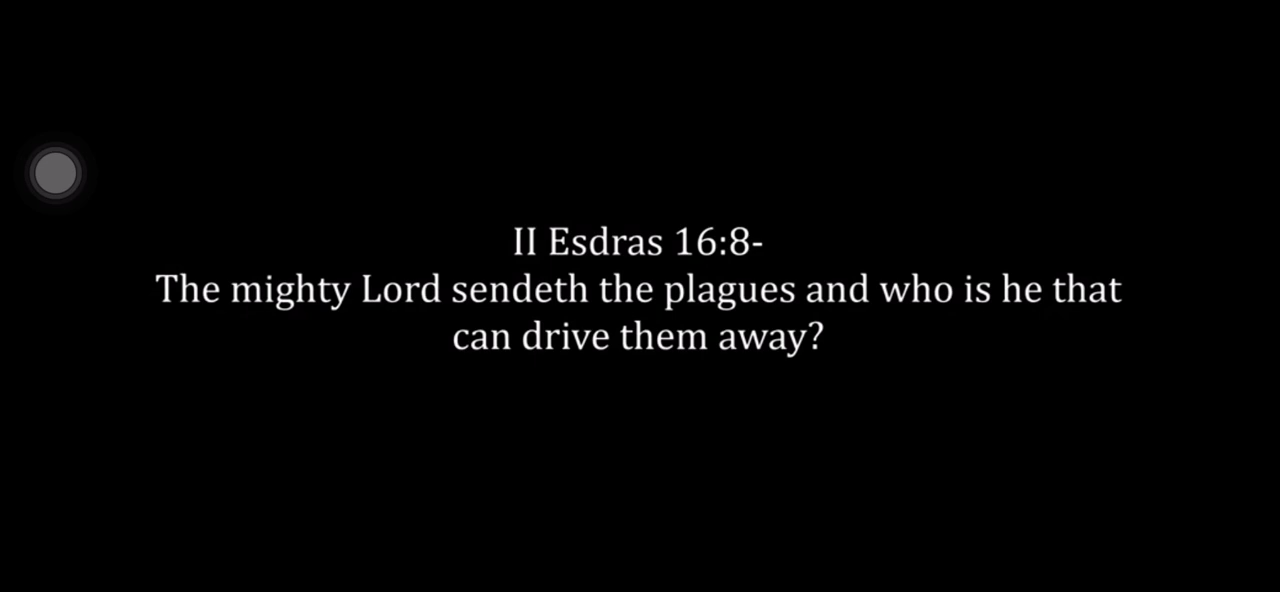 II Esdras 16:8-
The mighty Lord sendeth the plagues and who is he that
can drive them away?